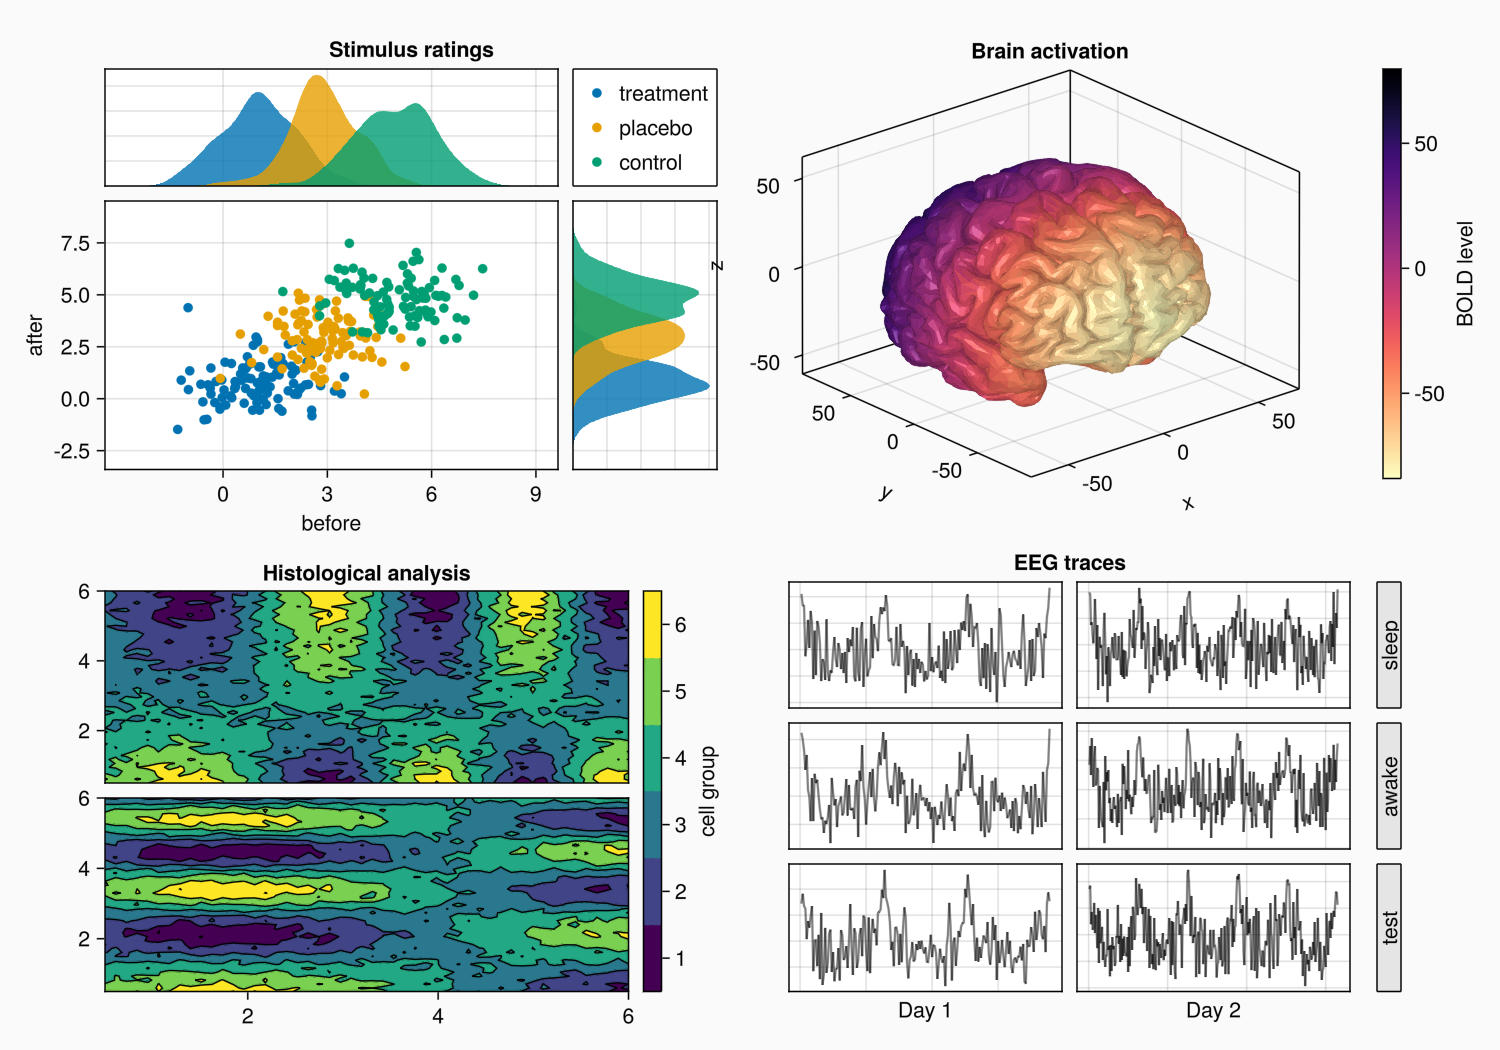 Stimulus ratings
treatment
placebo
control
7.5
5.0
2.5
0.0
-2.5
after
0
3
6
9
before
Brain activation
50
0
-50
z
50
0
-50
y
-50
0
50
x
50
0
-50
BOLD level
Histological analysis
6
4
2
6
4
2
2
4
6
6
5
4
3
2
1
cell group
EEG traces
sleep
awake
test
Day 1
Day 2